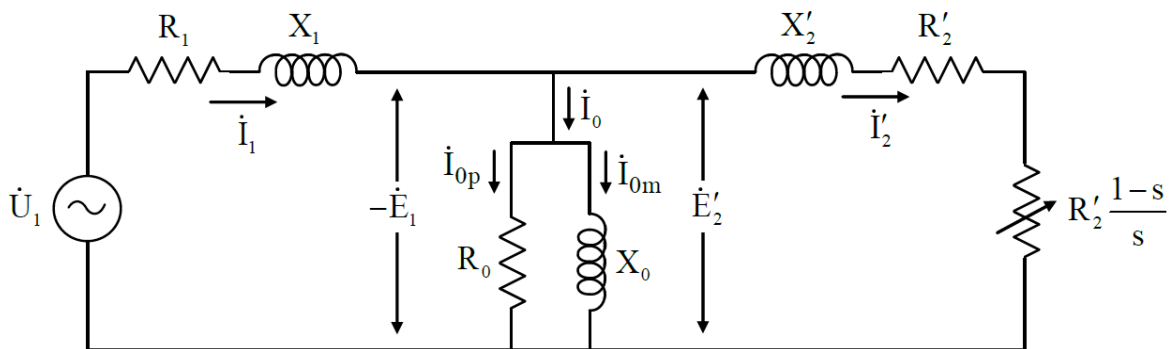 R₁
X₁
X′₂
R′₂
İ₁
İ₀
İ′₂
İ₀ₚ
İ₀ₘ
U̇₁
−Ė₁
Ė′₂
R′₂ (1−s)/s
R₀
X₀